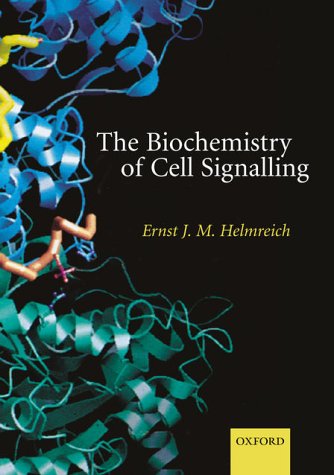 The Biochemistry
of Cell Signalling
Ernst J. M. Helmreich
OXFORD